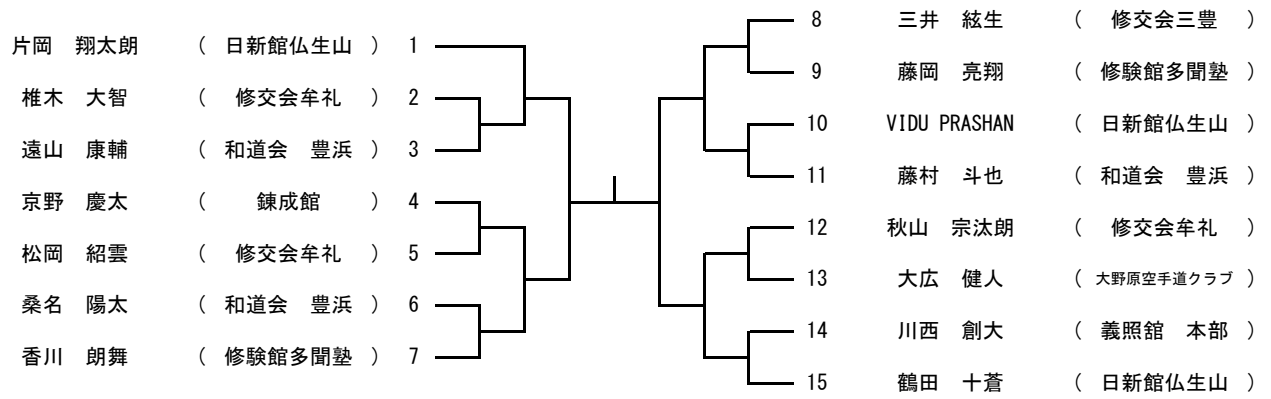 片岡　翔太朗　（　日新館仏生山　）　1
椎木　大智　（　修交会牟礼　）　2
遠山　康輔　（　和道会　豊浜　）　3
京野　慶太　（　錬成館　）　4
松岡　紹雲　（　修交会牟礼　）　5
桑名　陽太　（　和道会　豊浜　）　6
香川　朗舞　（　修験館多聞塾　）　7
8　三井　絃生　（　修交会三豊　）
9　藤岡　亮翔　（　修験館多聞塾　）
10　VIDU PRASHAN　（　日新館仏生山　）
11　藤村　斗也　（　和道会　豊浜　）
12　秋山　宗汰朗　（　修交会牟礼　）
13　大広　健人　（　大野原空手道クラブ　）
14　川西　創大　（　義照舘　本部　）
15　鶴田　十蒼　（　日新館仏生山　）